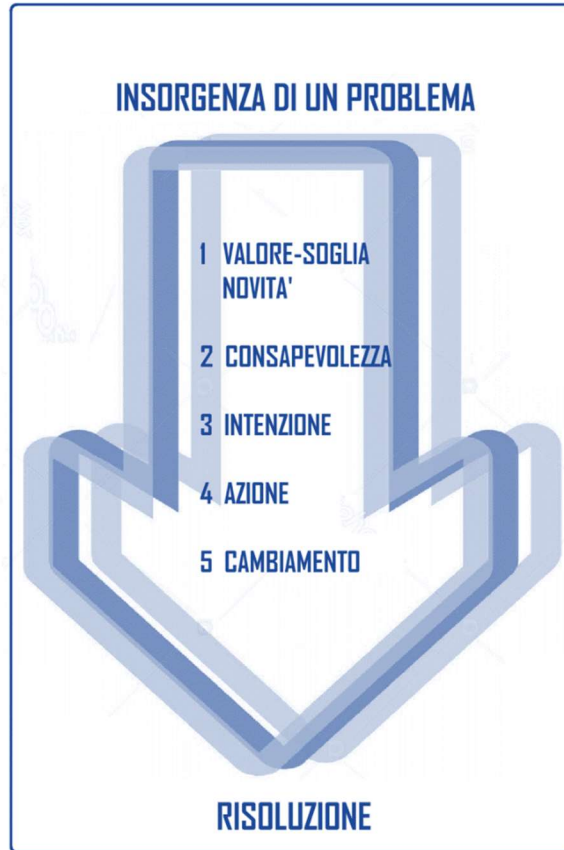 INSORGENZA DI UN PROBLEMA
1 VALORE-SOGLIA
NOVITA'
2 CONSAPEVOLEZZA
3 INTENZIONE
4 AZIONE
5 CAMBIAMENTO
RISOLUZIONE